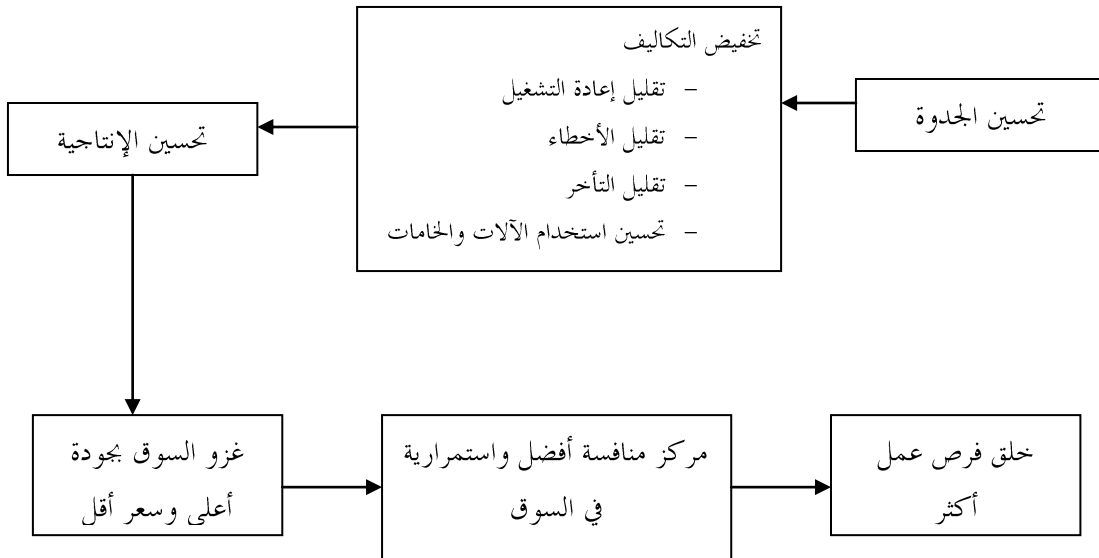 تحسين الجدوة
تخفيض التكاليف
– تقليل إعادة التشغيل
– تقليل الأخطاء
– تقليل التأخر
– تحسين استخدام الآلات والخامات
تحسين الإنتاجية
غزو السوق بجودة
أعلى وسعر أقل
مركز منافسة أفضل واستمرارية
في السوق
خلق فرص عمل
أكثر